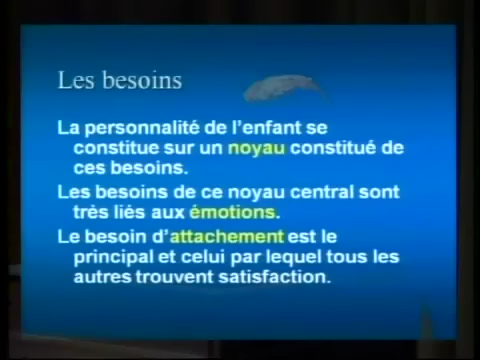 Les besoins
La personnalité de l'enfant se
constitue sur un noyau constitué de
ces besoins.
Les besoins de ce noyau central sont
très liés aux émotions.
Le besoin d'attachement est le
principal et celui par lequel tous les
autres trouvent satisfaction.